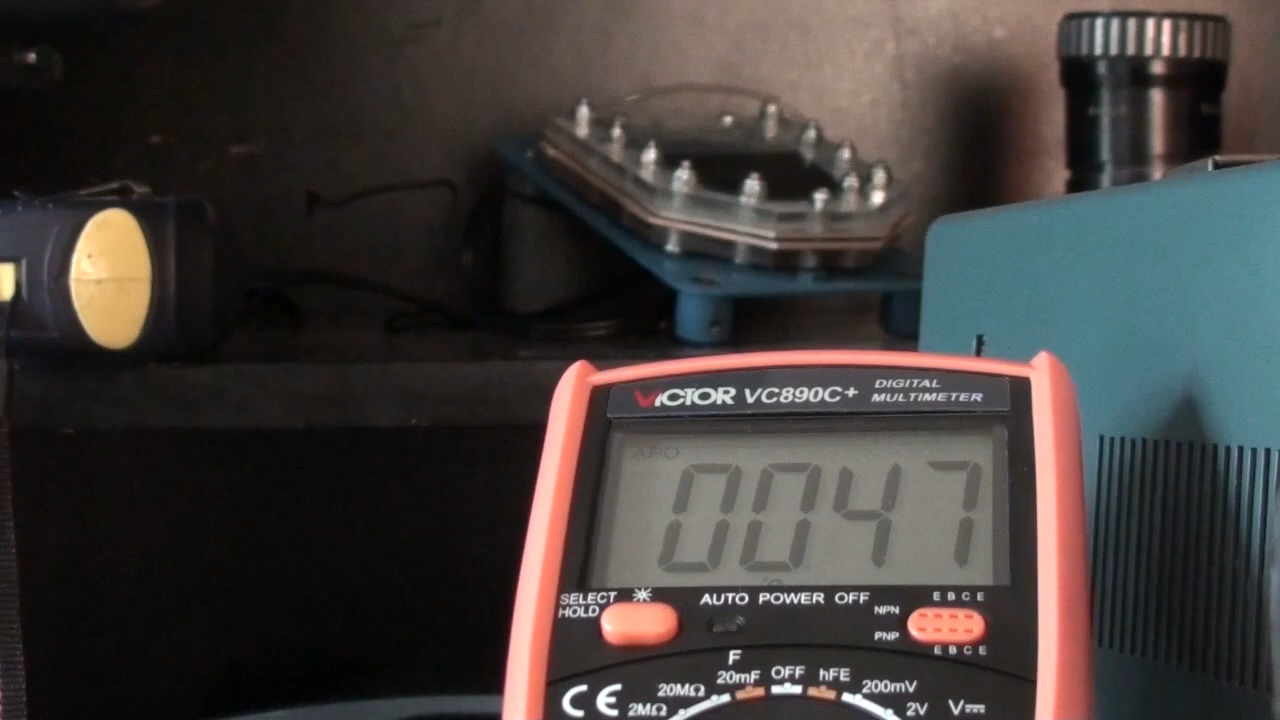 VICTOR VC890C+ DIGITAL MULTIMETER
APO
0047
°C
SELECT
HOLD
AUTO POWER OFF
E B C E
NPN
PNP
E B C E
F
20mF
OFF
hFE
20MΩ
200mV
CE
2MΩ
2V
V⎓